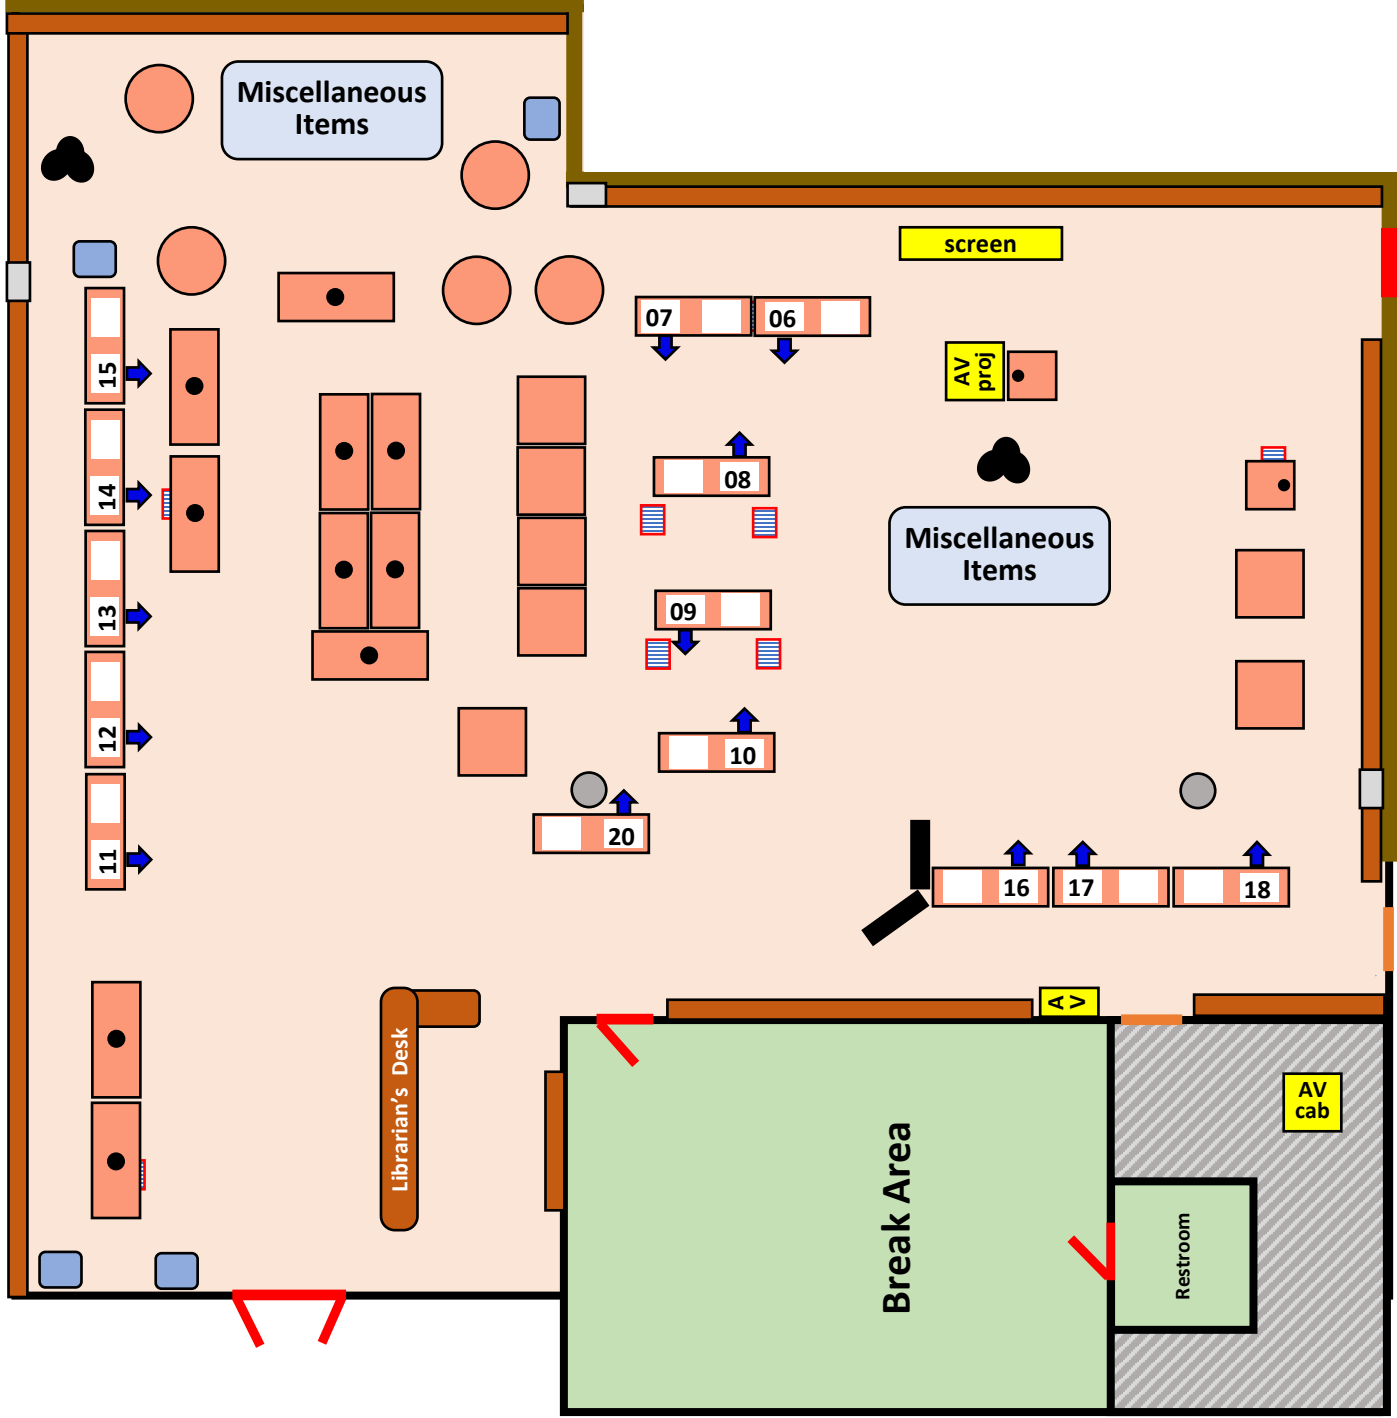 Miscellaneous
Items
screen
07
06
AV
proj
15
14
08
Miscellaneous
Items
13
09
12
10
20
11
16
17
18
A V
Librarian's Desk
Break Area
AV
cab
Restroom